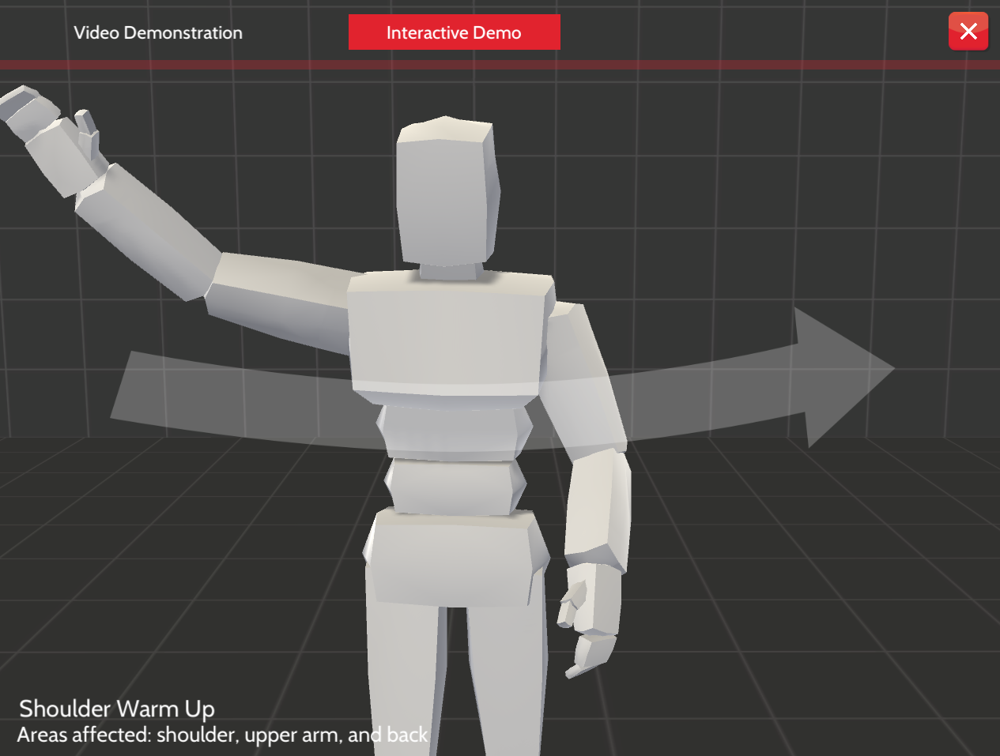 Video Demonstration
Interactive Demo
Shoulder Warm Up
Areas affected: shoulder, upper arm, and back